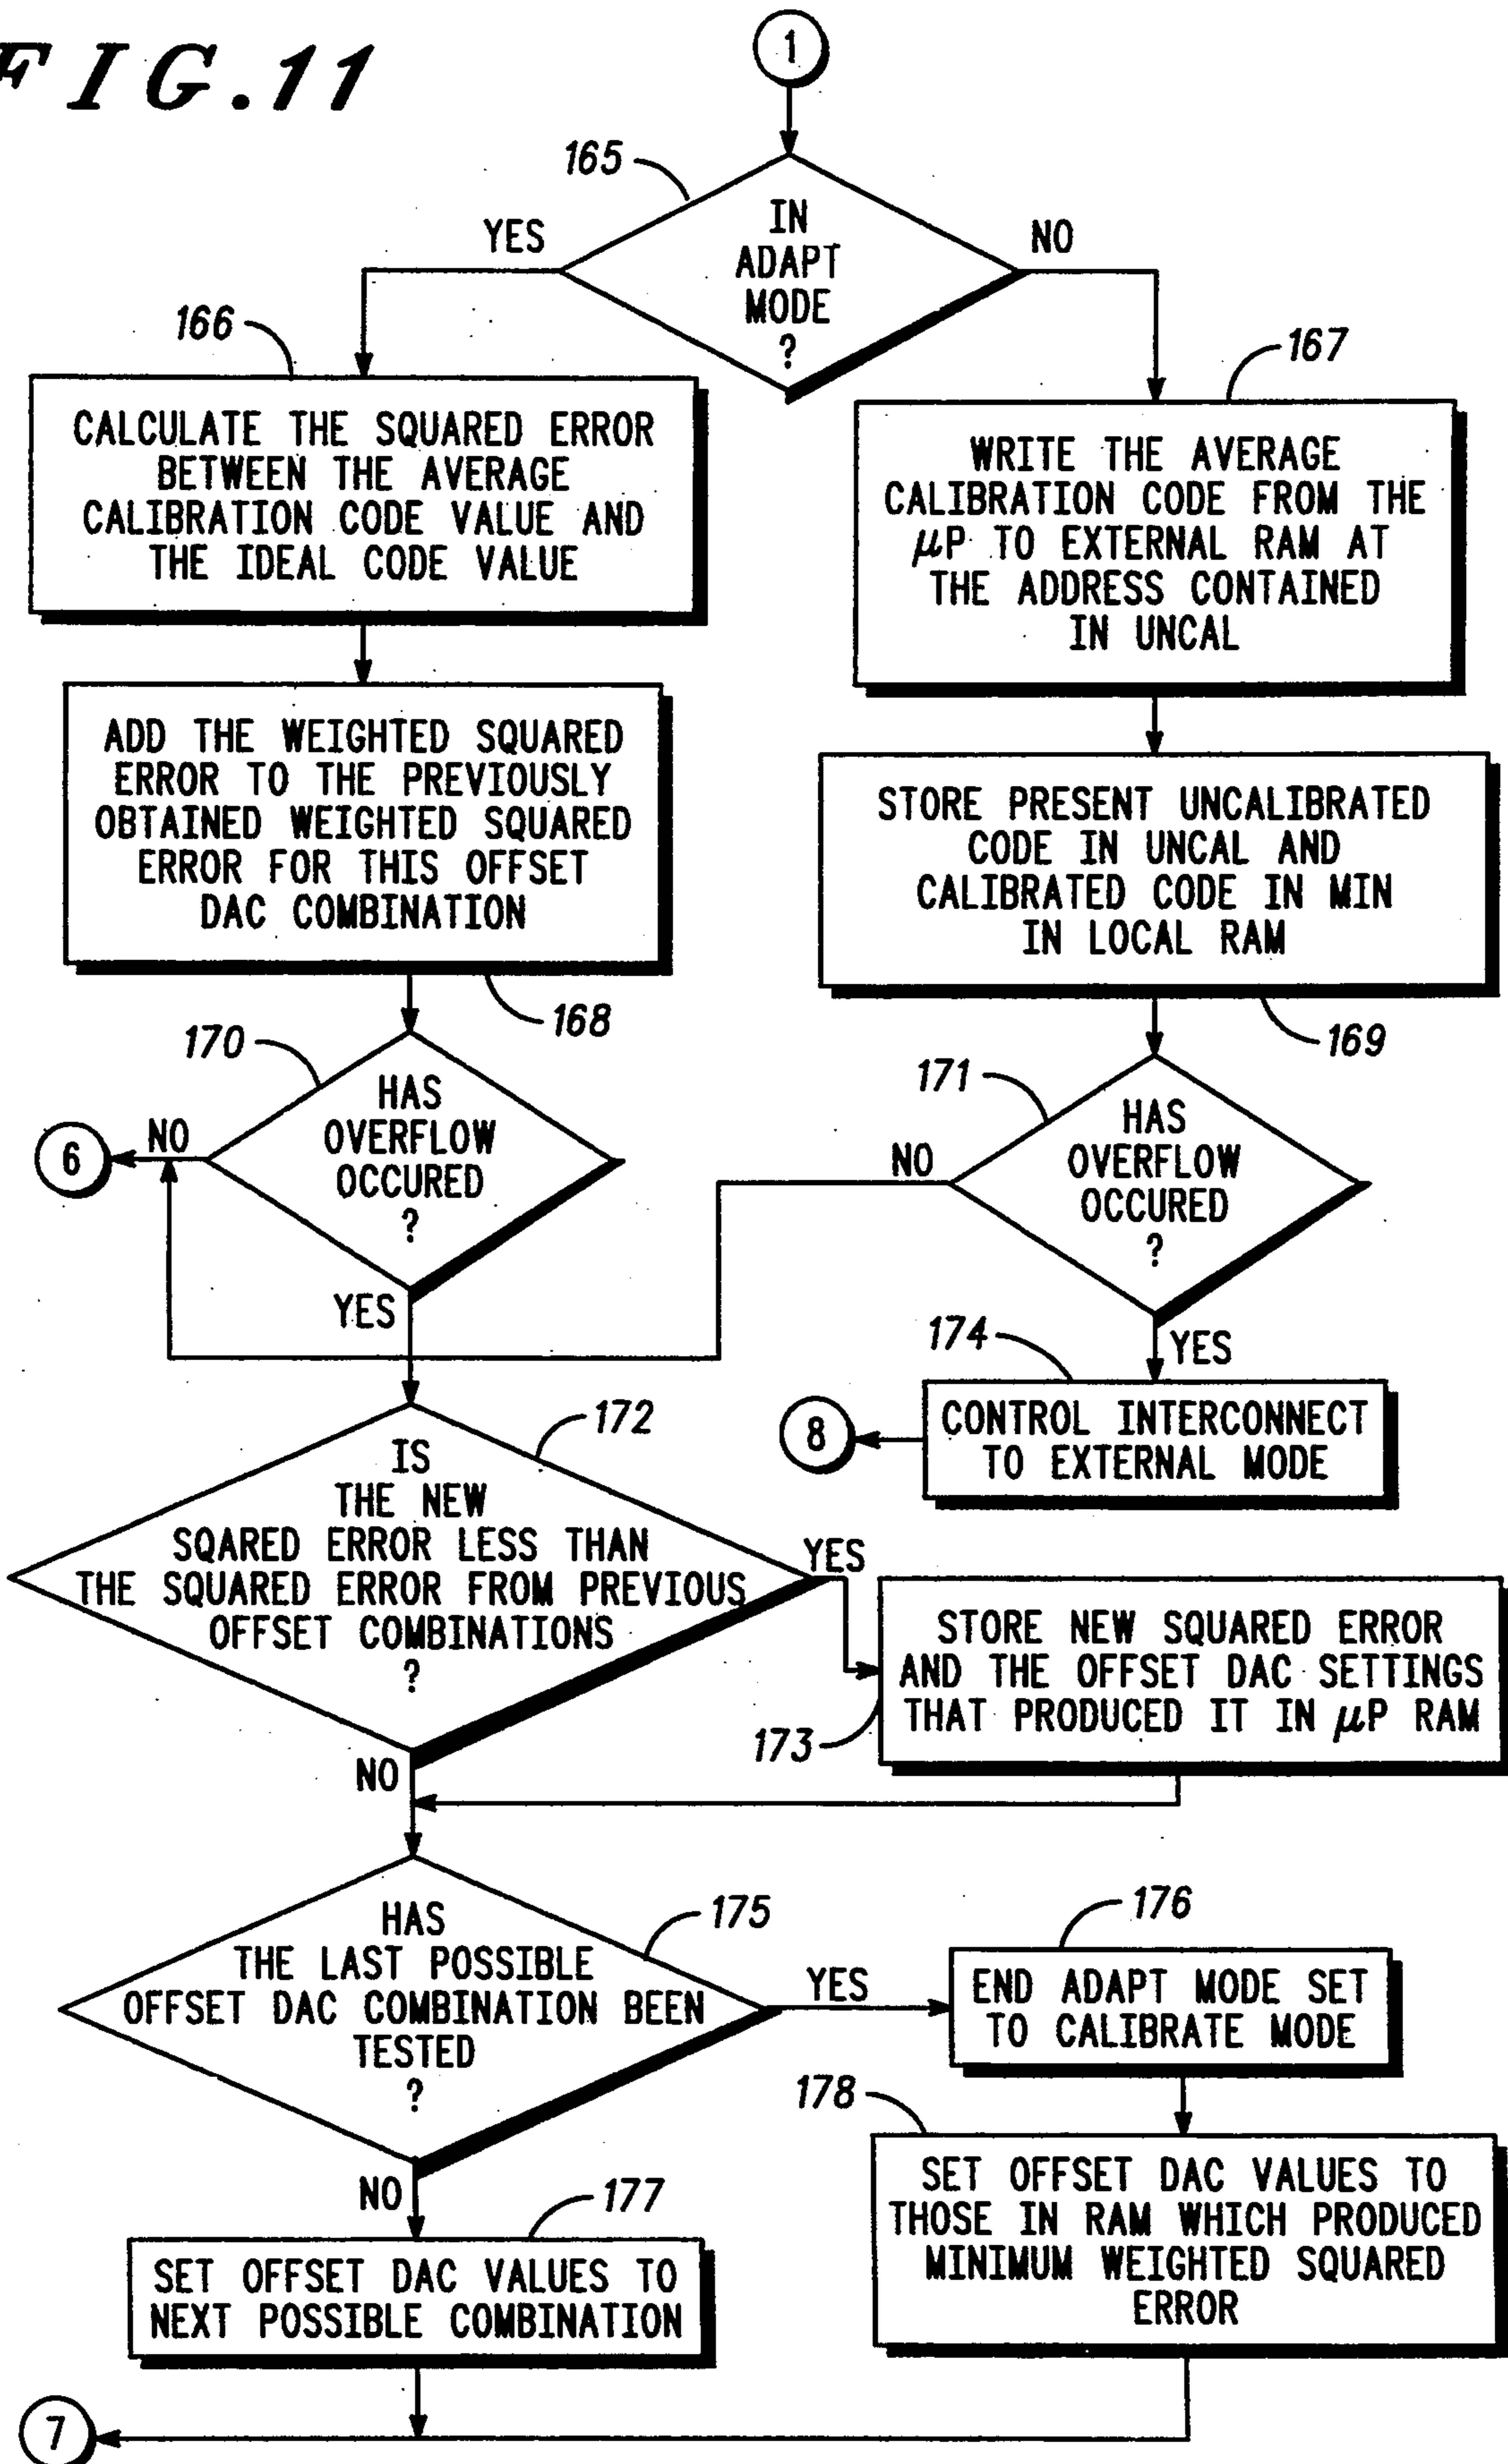 FIG.11
1
165
IN
ADAPT
MODE
?
YES
NO
166
CALCULATE THE SQUARED ERROR
BETWEEN THE AVERAGE
CALIBRATION CODE VALUE AND
THE IDEAL CODE VALUE
167
WRITE THE AVERAGE
CALIBRATION CODE FROM THE
μP TO EXTERNAL RAM AT
THE ADDRESS CONTAINED
IN UNCAL
ADD THE WEIGHTED SQUARED
ERROR TO THE PREVIOUSLY
OBTAINED WEIGHTED SQUARED
ERROR FOR THIS OFFSET
DAC COMBINATION
168
STORE PRESENT UNCALIBRATED
CODE IN UNCAL AND
CALIBRATED CODE IN MIN
IN LOCAL RAM
169
170
HAS
OVERFLOW
OCCURED
?
NO
6
YES
171
HAS
OVERFLOW
OCCURED
?
NO
YES
174
CONTROL INTERCONNECT
TO EXTERNAL MODE
8
172
IS
THE NEW
SQARED ERROR LESS THAN
THE SQUARED ERROR FROM PREVIOUS
OFFSET COMBINATIONS
?
YES
NO
STORE NEW SQUARED ERROR
AND THE OFFSET DAC SETTINGS
THAT PRODUCED IT IN μP RAM
173
175
HAS
THE LAST POSSIBLE
OFFSET DAC COMBINATION BEEN
TESTED
?
YES
NO
176
END ADAPT MODE SET
TO CALIBRATE MODE
178
SET OFFSET DAC VALUES TO
THOSE IN RAM WHICH PRODUCED
MINIMUM WEIGHTED SQUARED
ERROR
177
SET OFFSET DAC VALUES TO
NEXT POSSIBLE COMBINATION
7